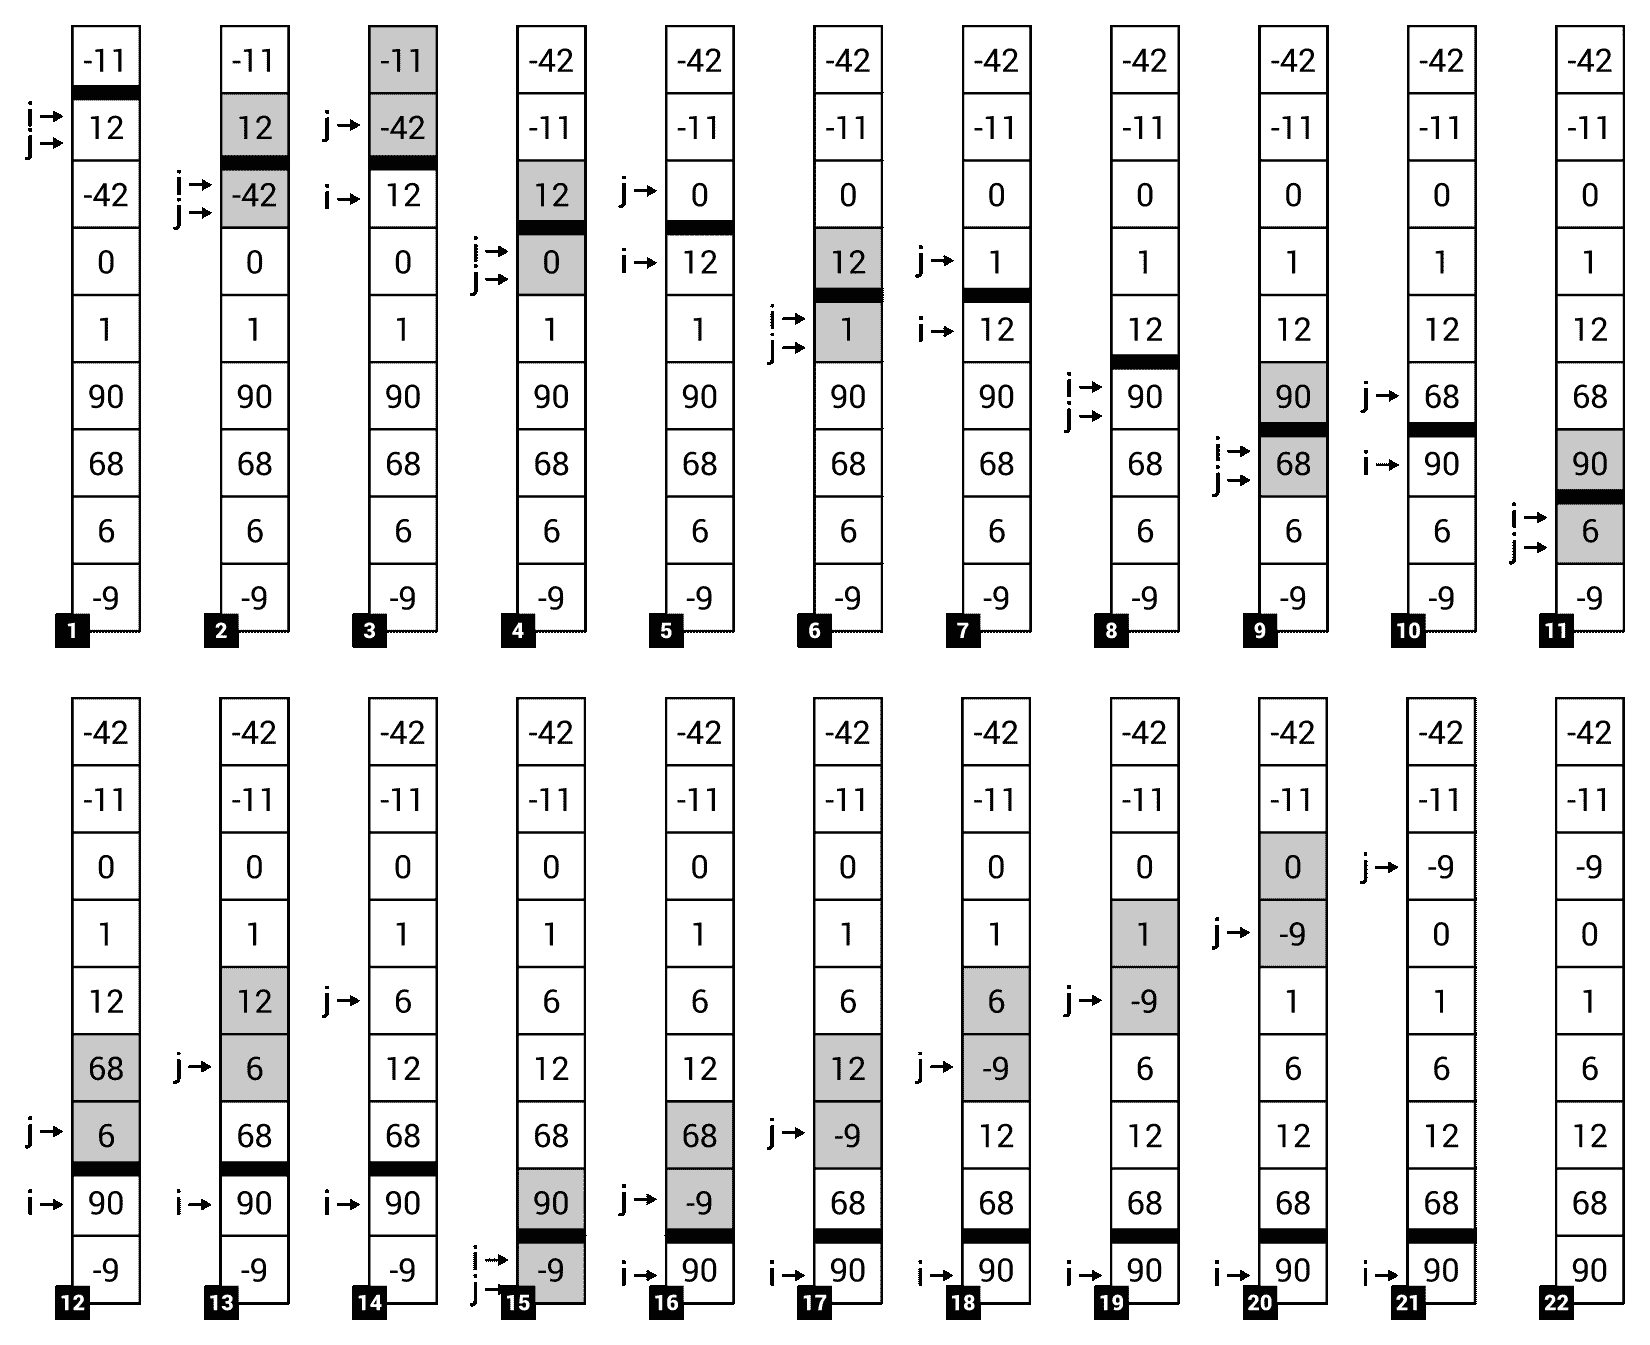 -11 -11 -11 -42 -42 -42 -42 -42 -42 -42 -42
i → j → 12 12 j → -42 -11 -11 -11 -11 -11 -11 -11 -11
-42 i → j → -42 i → 12 12 j → 0 0 0 0 0 0 0
0 0 0 i → j → 0 i → 12 12 j → 1 1 1 1 1
1 1 1 1 1 i → j → 1 i → 12 12 12 12 12
90 90 90 90 90 90 90 i → j → 90 90 j → 68 68
68 68 68 68 68 68 68 68 i → j → 68 i → 90 90
6 6 6 6 6 6 6 6 6 6 i → j → 6
-9 -9 -9 -9 -9 -9 -9 -9 -9 -9 -9
1 2 3 4 5 6 7 8 9 10 11
-42 -42 -42 -42 -42 -42 -42 -42 -42 -42 -42
-11 -11 -11 -11 -11 -11 -11 -11 -11 -11 -11
0 0 0 0 0 0 0 0 0 j → -9 -9
1 1 1 1 1 1 1 1 j → -9 0 0
12 12 j → 6 6 6 6 6 j → -9 1 1 1
68 j → 6 12 12 12 12 j → -9 6 6 6 6
j → 6 68 68 68 68 j → -9 12 12 12 12 12
i → 90 i → 90 i → 90 90 j → -9 68 68 68 68 68 68
-9 -9 -9 i → j → -9 i → 90 i → 90 i → 90 i → 90 i → 90 i → 90 90
12 13 14 15 16 17 18 19 20 21 22